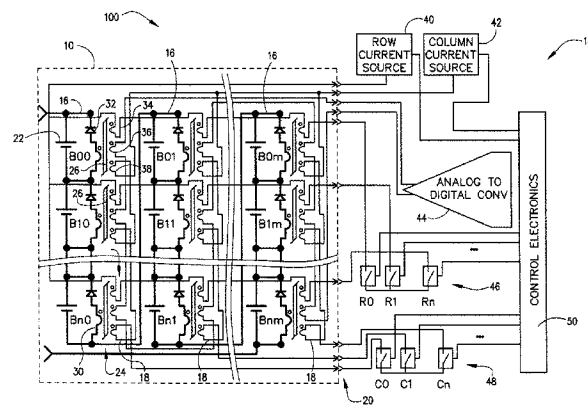 100
40
ROW CURRENT SOURCE
COLUMN CURRENT SOURCE
42
1
10
16
16
16
32
34
22
36
B00
B01
B0m
26
38
26
B10
B11
B1m
ANALOG TO DIGITAL CONV
44
CONTROL ELECTRONICS
R0
R1
Rn
46
50
Bn0
Bn1
Bnm
30
24
18
18
18
20
C0
C1
Cn
48